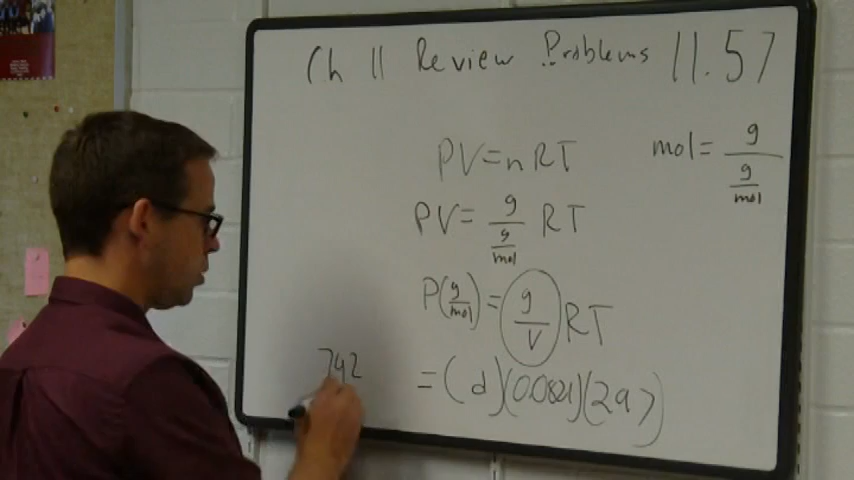 Ch 11 Review Problems 11.57
PV=nRT
mol= g / g/mol
PV= g / g/mol RT
P(g/mol)= g/V RT
742 =(d)(0.0821)(297)